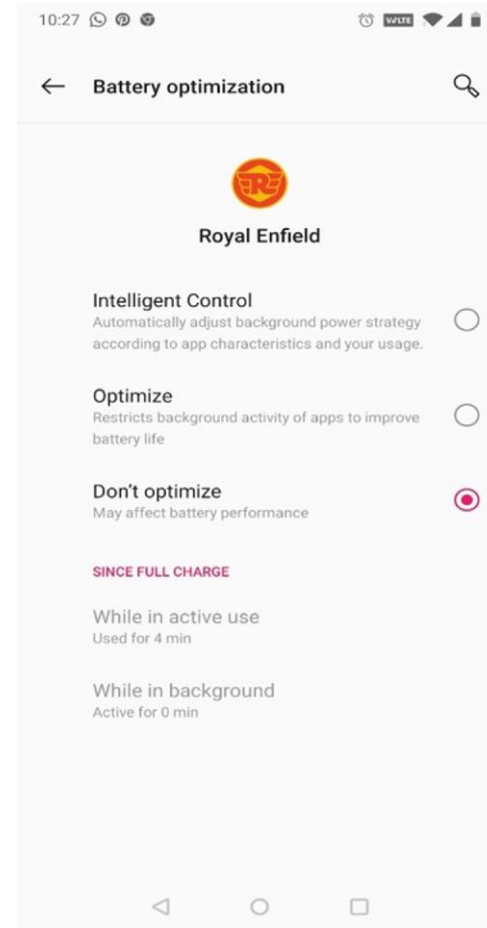 10:27
VoLTE
Battery optimization
RE
Royal Enfield
Intelligent Control
Automatically adjust background power strategy
according to app characteristics and your usage.
Optimize
Restricts background activity of apps to improve
battery life
Don't optimize
May affect battery performance
SINCE FULL CHARGE
While in active use
Used for 4 min
While in background
Active for 0 min